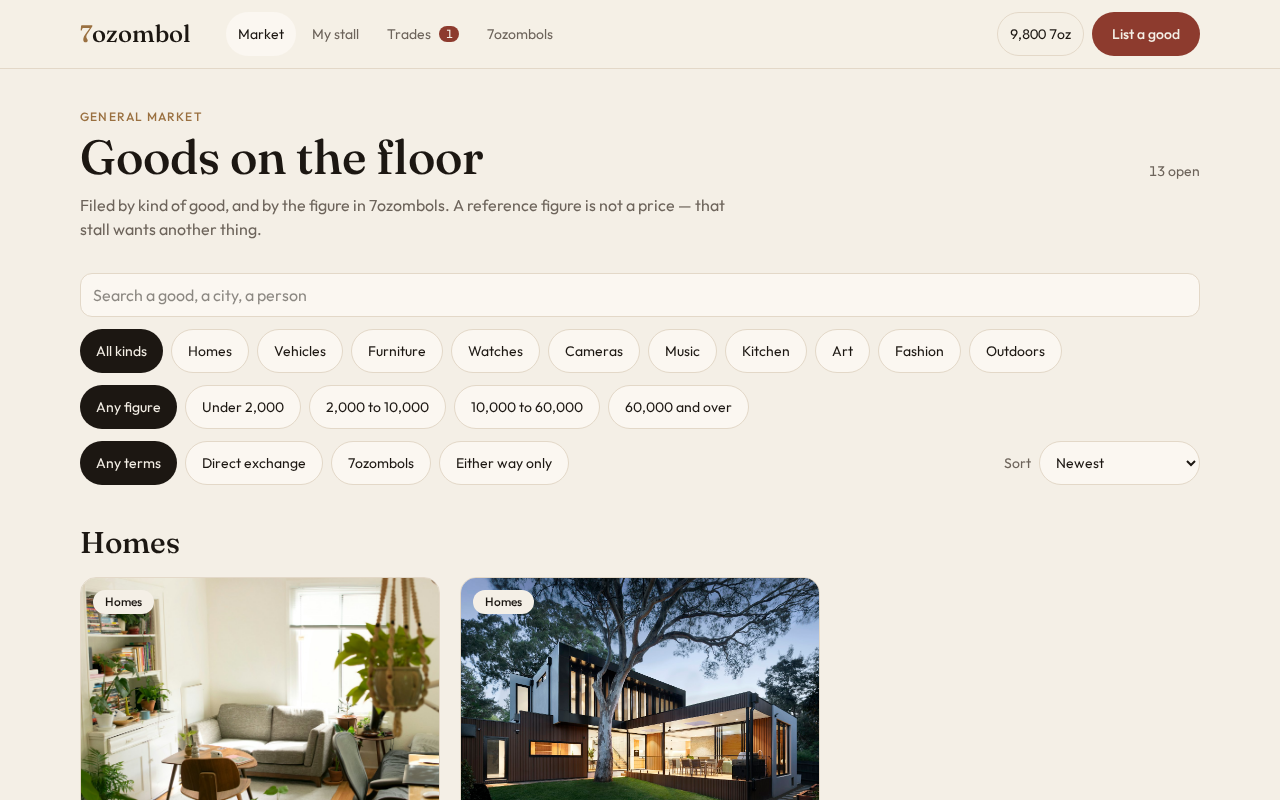 7ozombol
Market
My stall
Trades 1
7ozombols
9,800 7oz
List a good
GENERAL MARKET
Goods on the floor
13 open
Filed by kind of good, and by the figure in 7ozombols. A reference figure is not a price — that
stall wants another thing.
Search a good, a city, a person
All kinds
Homes
Vehicles
Furniture
Watches
Cameras
Music
Kitchen
Art
Fashion
Outdoors
Any figure
Under 2,000
2,000 to 10,000
10,000 to 60,000
60,000 and over
Any terms
Direct exchange
7ozombols
Either way only
Sort
Newest
Homes
Homes
Homes